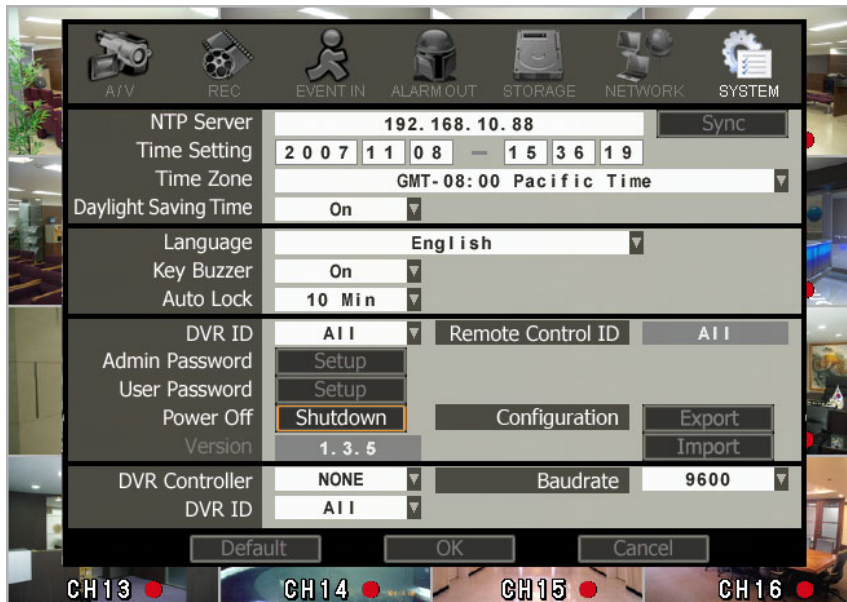 A/V REC EVENT IN ALARM OUT STORAGE NETWORK SYSTEM
NTP Server 192.168.10.88 Sync
Time Setting 2007 11 08 — 15 36 19
Time Zone GMT-08:00 Pacific Time
Daylight Saving Time On
Language English
Key Buzzer On
Auto Lock 10 Min
DVR ID All Remote Control ID All
Admin Password Setup
User Password Setup
Power Off Shutdown Configuration Export
Version 1.3.5 Import
DVR Controller NONE Baudrate 9600
DVR ID All
Default OK Cancel
CH13 CH14 CH15 CH16